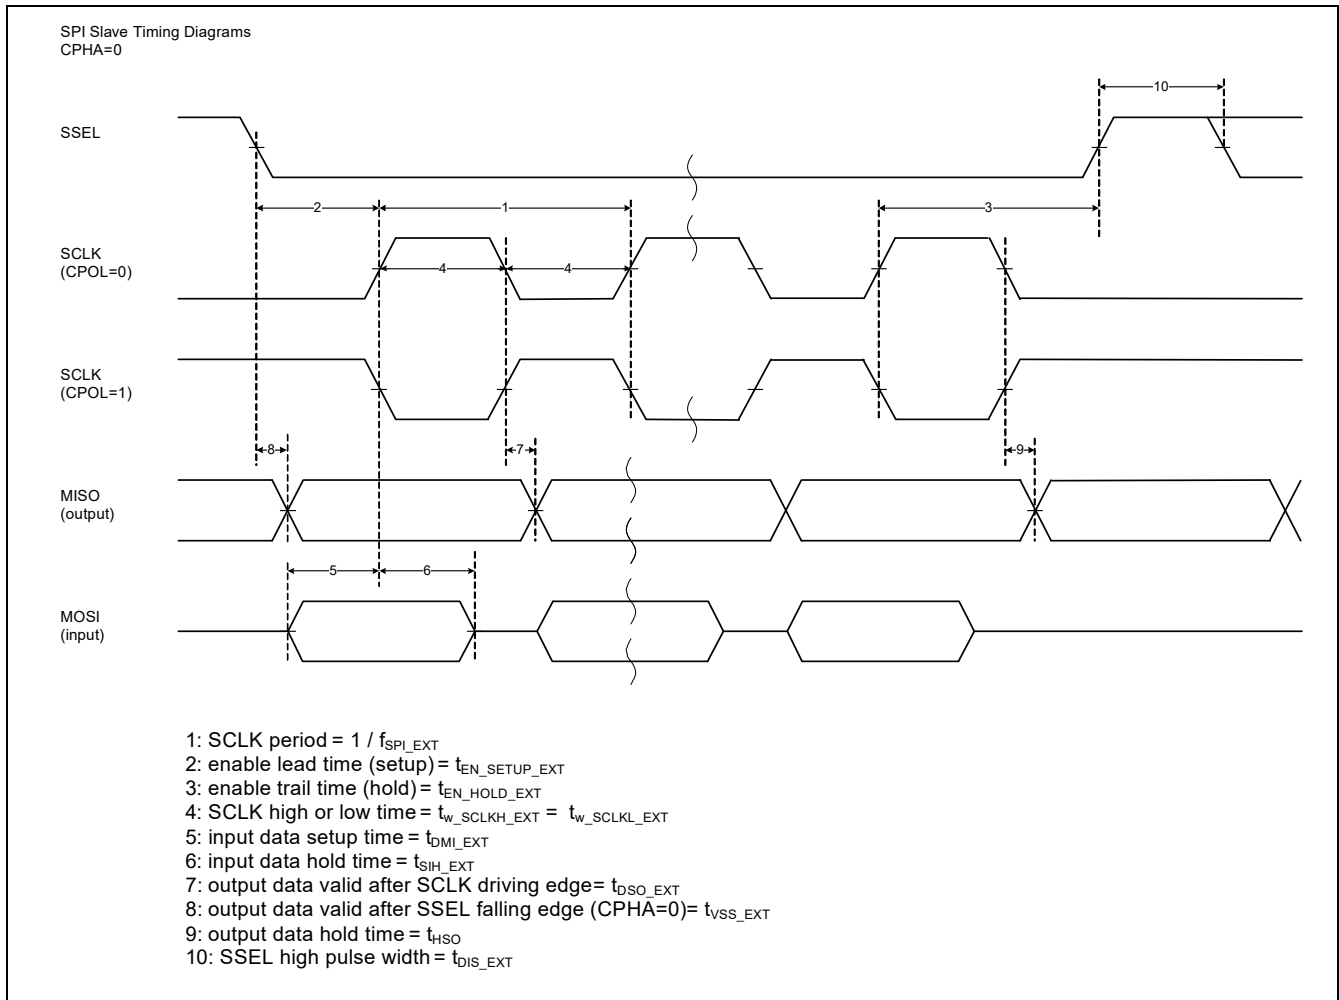 SPI Slave Timing Diagrams
CPHA=0
10
SSEL
2
1
3
SCLK
(CPOL=0)
4
4
SCLK
(CPOL=1)
8
7
9
MISO
(output)
5
6
MOSI
(input)
1: SCLK period = 1 / fSPI_EXT
2: enable lead time (setup) = tEN_SETUP_EXT
3: enable trail time (hold) = tEN_HOLD_EXT
4: SCLK high or low time = tw_SCLKH_EXT = tw_SCLKL_EXT
5: input data setup time = tDMI_EXT
6: input data hold time = tSIH_EXT
7: output data valid after SCLK driving edge= tDSO_EXT
8: output data valid after SSEL falling edge (CPHA=0)= tVSS_EXT
9: output data hold time = tHSO
10: SSEL high pulse width = tDIS_EXT